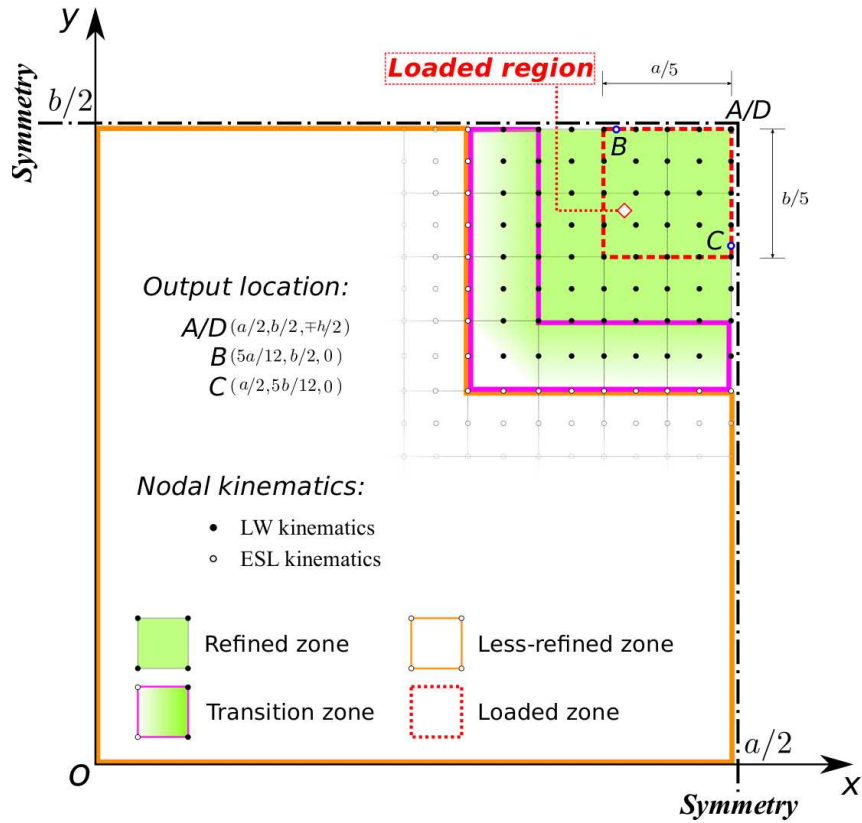 y
Symmetry
b/2
Loaded region
a/5
A/D
B
b/5
C
Output location:
A/D (a/2,b/2,∓h/2)
B (5a/12,b/2,0)
C (a/2,5b/12,0)
Nodal kinematics:
LW kinematics
ESL kinematics
Refined zone
Less-refined zone
Transition zone
Loaded zone
a/2
O
x
Symmetry